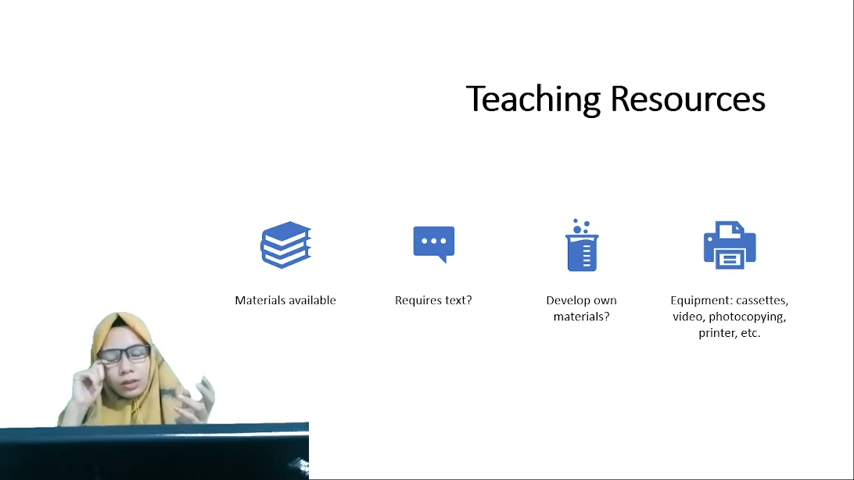 Teaching Resources
Materials available
Requires text?
Develop own
materials?
Equipment: cassettes,
video, photocopying,
printer, etc.